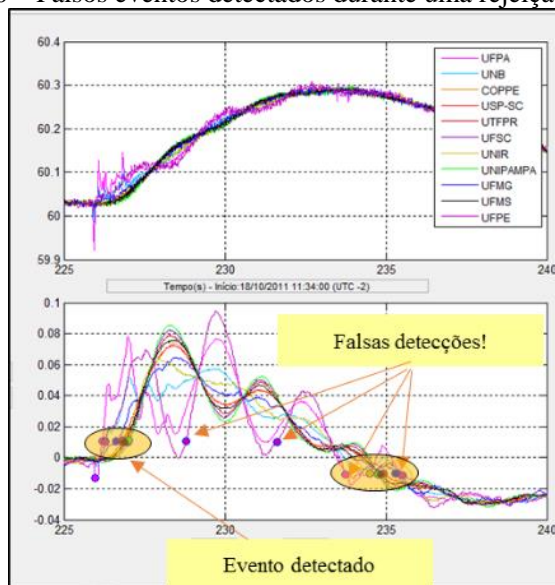 Falsos eventos detectados durante uma rejeiçã
60.4
60.3
60.2
60.1
60
59.9
225
230
235
240
UFPA
UNB
COPPE
USP-SC
UTFPR
UFSC
UNIR
UNIPAMPA
UFMG
UFMS
UFPE
Tempo(s) - Início:18/10/2011 11:34:00 (UTC -2)
0.1
0.08
0.06
0.04
0.02
0
-0.02
-0.04
225
230
235
240
Falsas detecções!
Evento detectado